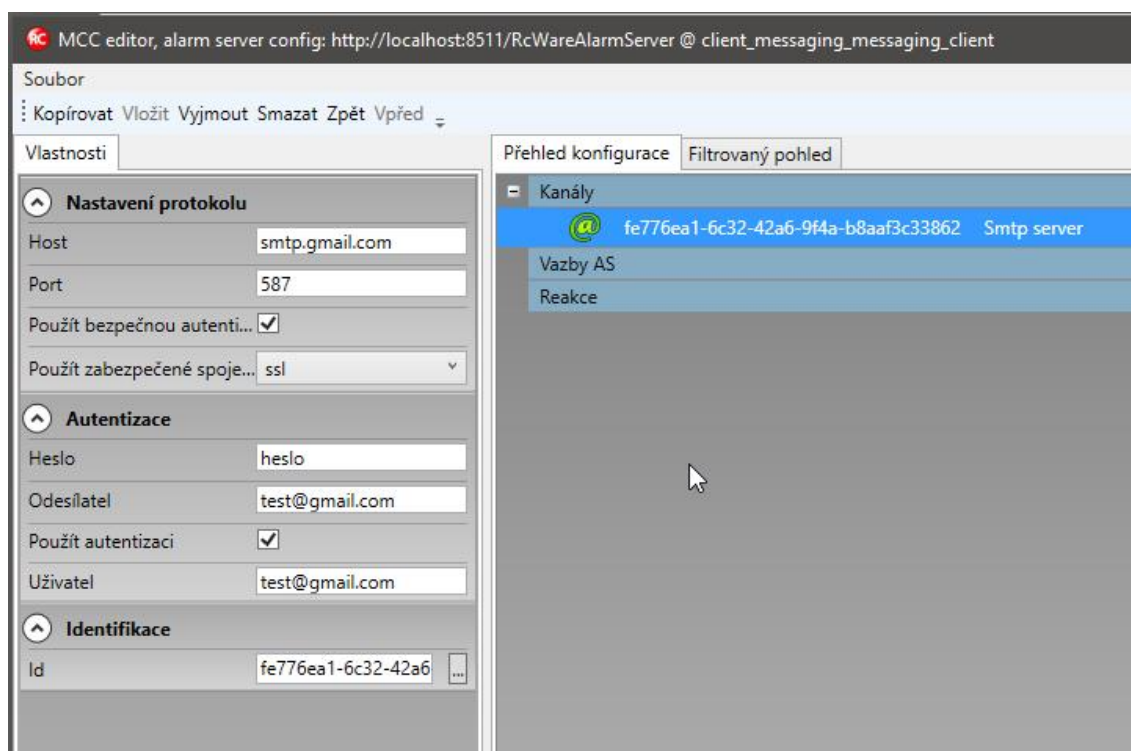 RC MCC editor, alarm server config: http://localhost:8511/RcWareAlarmServer @ client_messaging_messaging_client
Soubor
Kopírovat Vložit Vyjmout Smazat Zpět Vpřed
Vlastnosti
Nastavení protokolu
Host smtp.gmail.com
Port 587
Použít bezpečnou autenti...
Použít zabezpečené spoje... ssl
Autentizace
Heslo heslo
Odesílatel test@gmail.com
Použít autentizaci
Uživatel test@gmail.com
Identifikace
Id fe776ea1-6c32-42a6 ...
Přehled konfigurace Filtrovaný pohled
Kanály
@ fe776ea1-6c32-42a6-9f4a-b8aaf3c33862 Smtp server
Vazby AS
Reakce